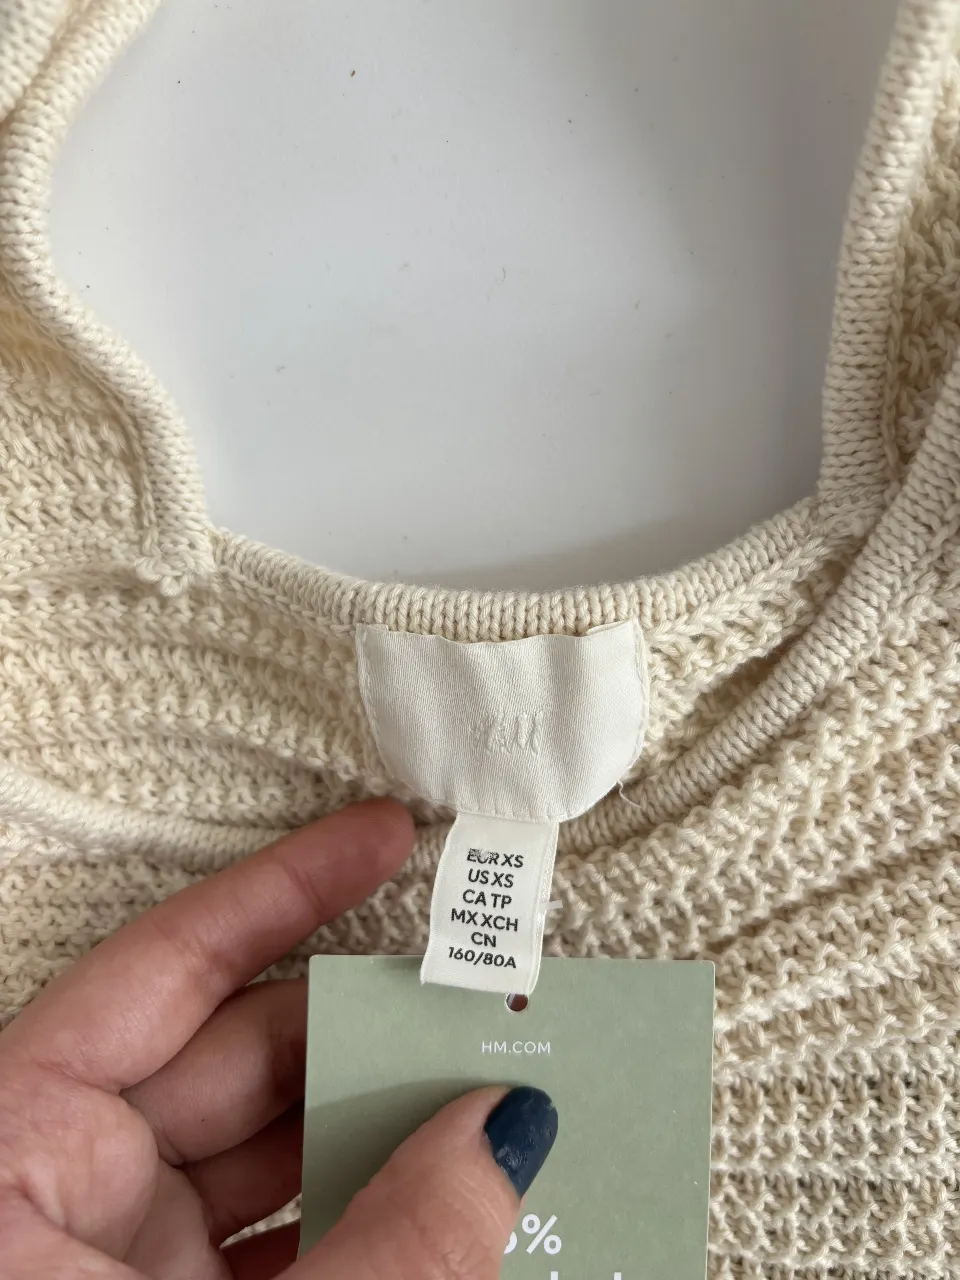 H&M
EUR XS
US XS
CA TP
MX XCH
CN
160/80A
HM.COM
%